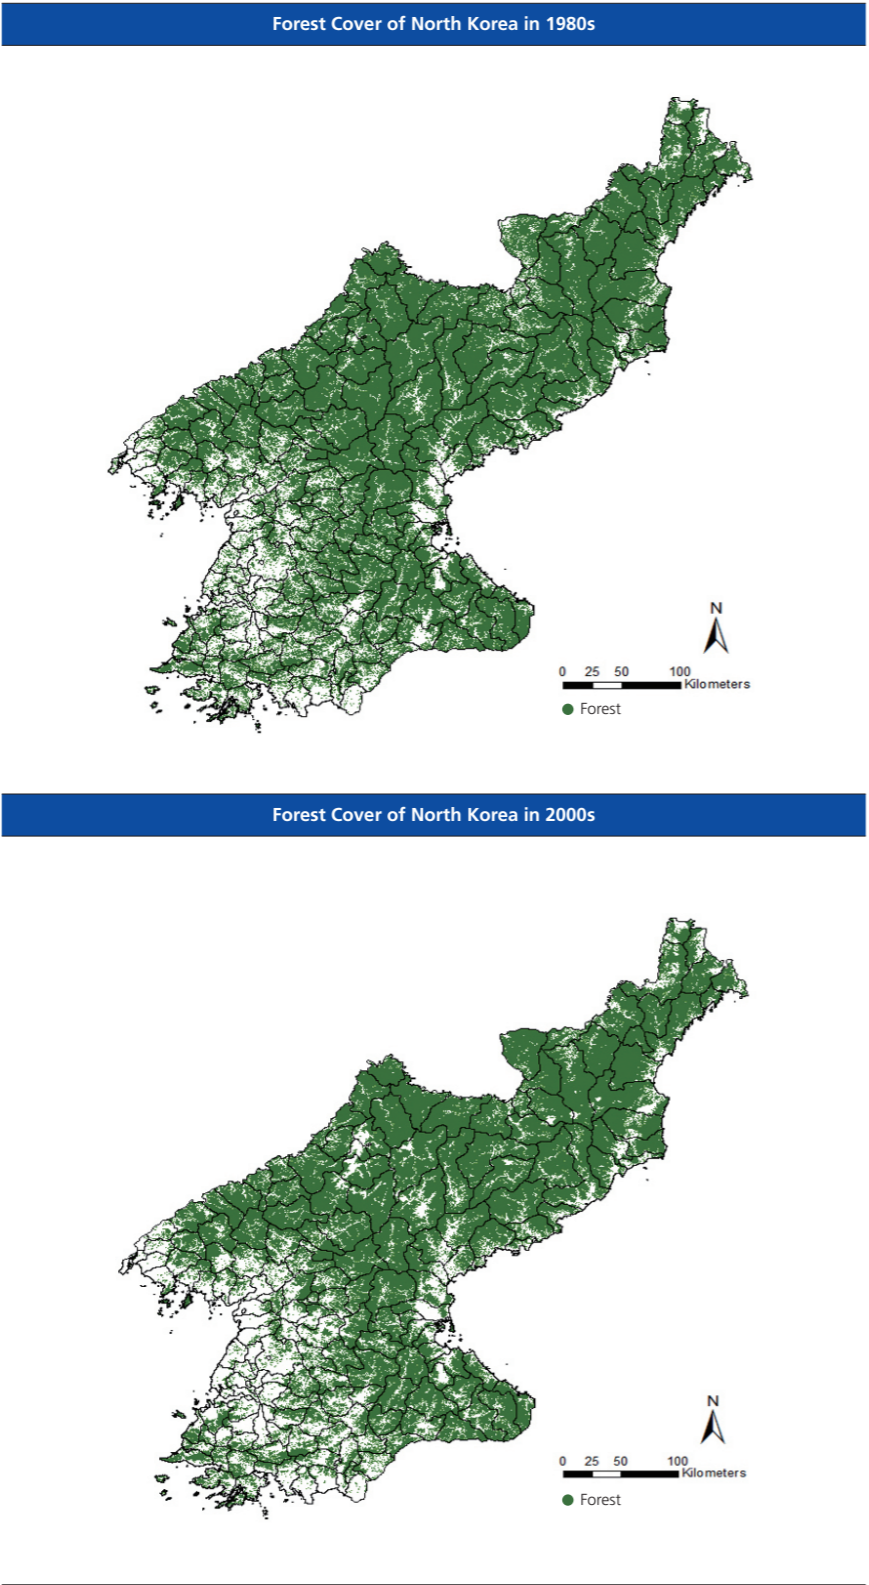 Forest Cover of North Korea in 1980s
N
0 25 50 100
Kilometers
Forest
Forest Cover of North Korea in 2000s
N
0 25 50 100
Kilometers
Forest